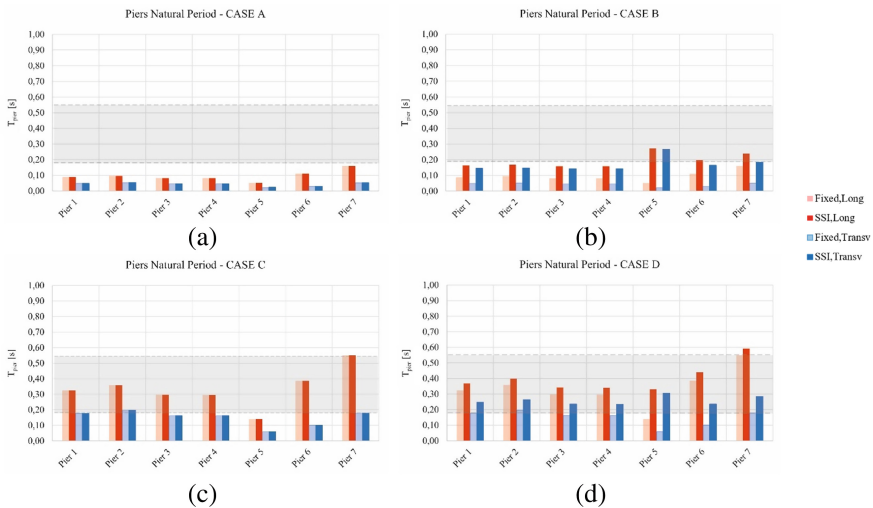 Piers Natural Period - CASE A
1,00
0,90
0,80
0,70
0,60
0,50
0,40
0,30
0,20
0,10
0,00
T_pier [s]
Pier 1
Pier 2
Pier 3
Pier 4
Pier 5
Pier 6
Pier 7
(a)
Piers Natural Period - CASE B
1,00
0,90
0,80
0,70
0,60
0,50
0,40
0,30
0,20
0,10
0,00
T_pier [s]
Pier 1
Pier 2
Pier 3
Pier 4
Pier 5
Pier 6
Pier 7
(b)
Fixed,Long
SSI,Long
Fixed,Transv
SSI,Transv
Piers Natural Period - CASE C
1,00
0,90
0,80
0,70
0,60
0,50
0,40
0,30
0,20
0,10
0,00
T_pier [s]
Pier 1
Pier 2
Pier 3
Pier 4
Pier 5
Pier 6
Pier 7
(c)
Piers Natural Period - CASE D
1,00
0,90
0,80
0,70
0,60
0,50
0,40
0,30
0,20
0,10
0,00
T_pier [s]
Pier 1
Pier 2
Pier 3
Pier 4
Pier 5
Pier 6
Pier 7
(d)